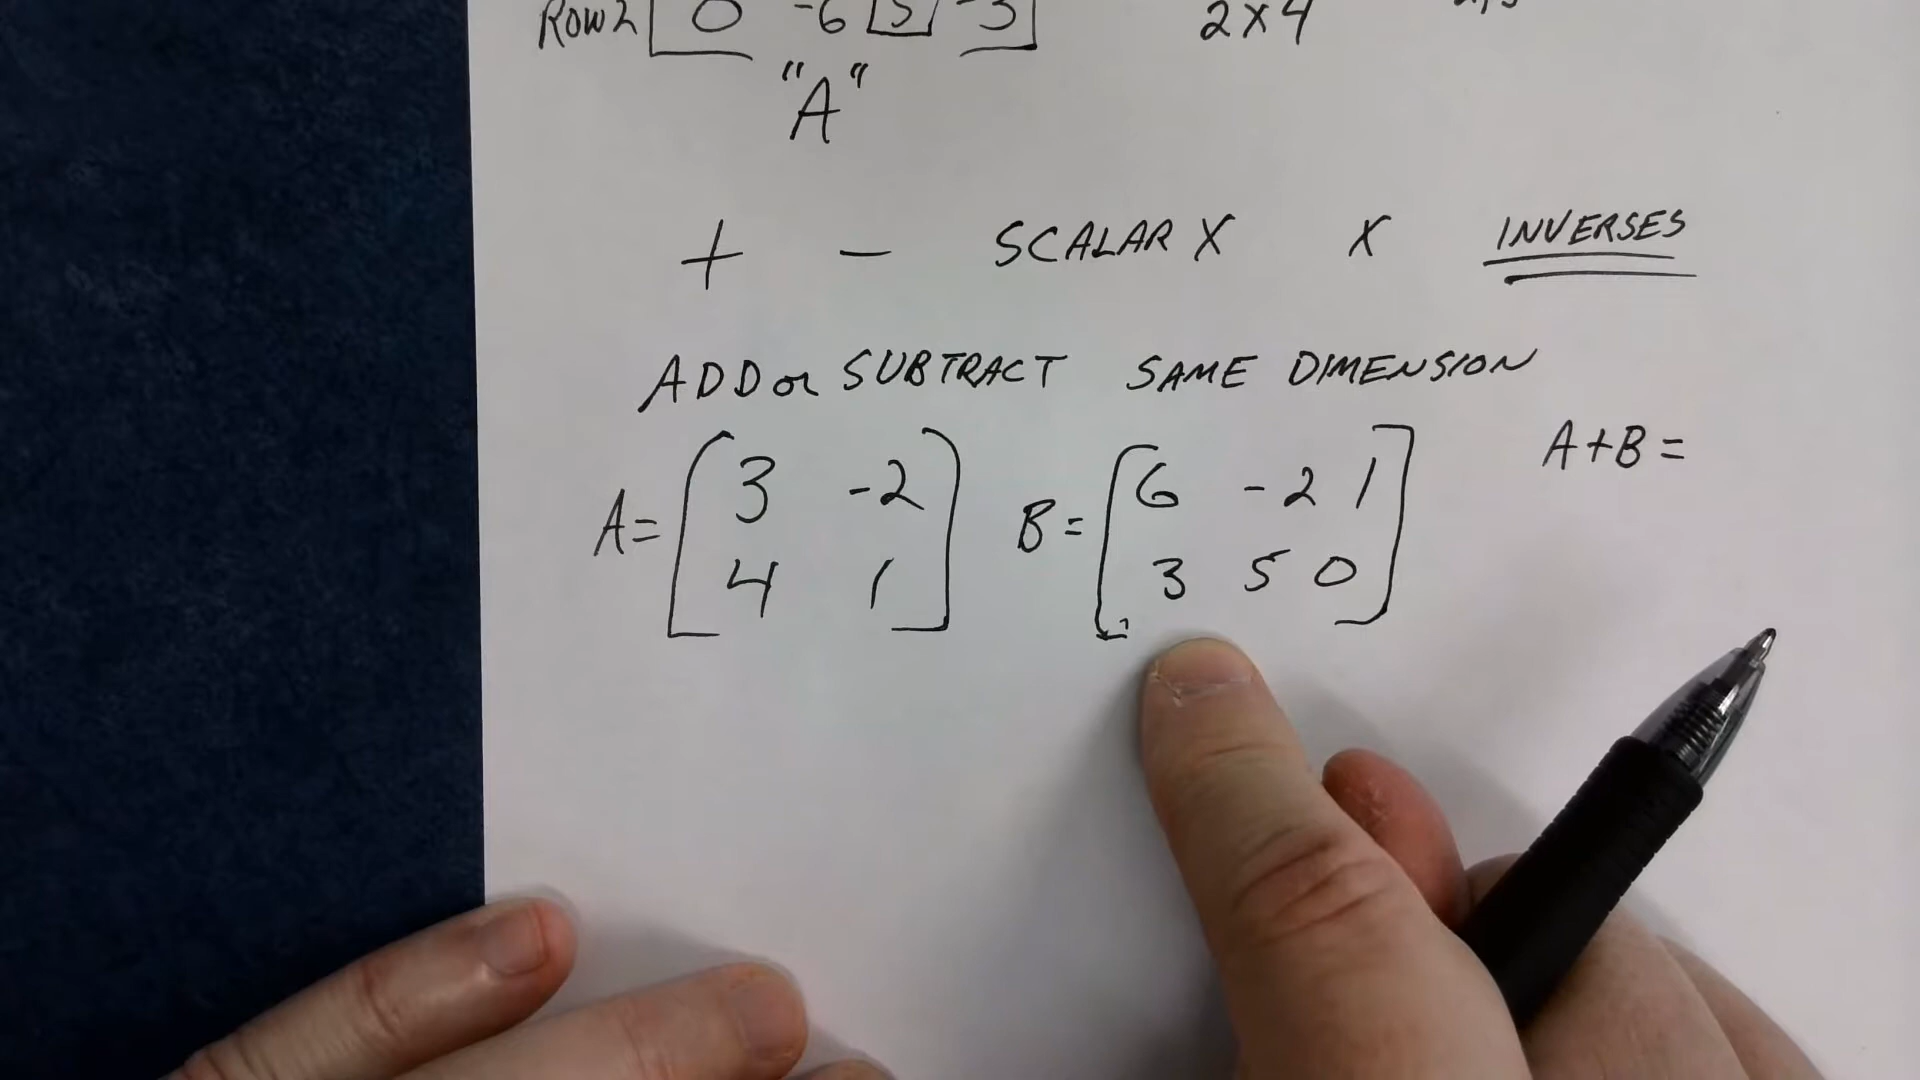 Row 2 [ 0 -6 5 -3 ] 2x4
"A"
+ - SCALAR X X INVERSES
ADD or SUBTRACT SAME DIMENSION
A = [ 3 -2 B = [ 6 -2 1 ] A+B =
4 1 ] 3 5 0 ]